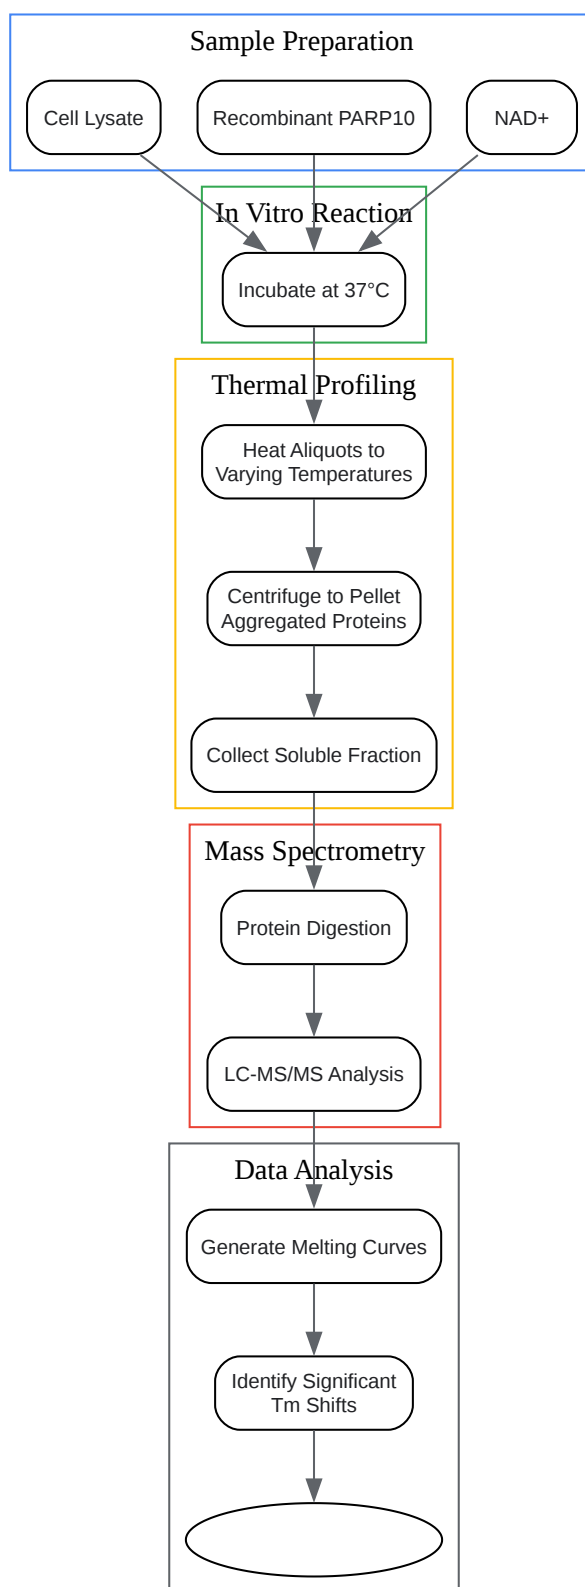 Sample Preparation
Cell Lysate
Recombinant PARP10
NAD+
In Vitro Reaction
Incubate at 37°C
Thermal Profiling
Heat Aliquots to
Varying Temperatures
Centrifuge to Pellet
Aggregated Proteins
Collect Soluble Fraction
Mass Spectrometry
Protein Digestion
LC-MS/MS Analysis
Data Analysis
Generate Melting Curves
Identify Significant
Tm Shifts